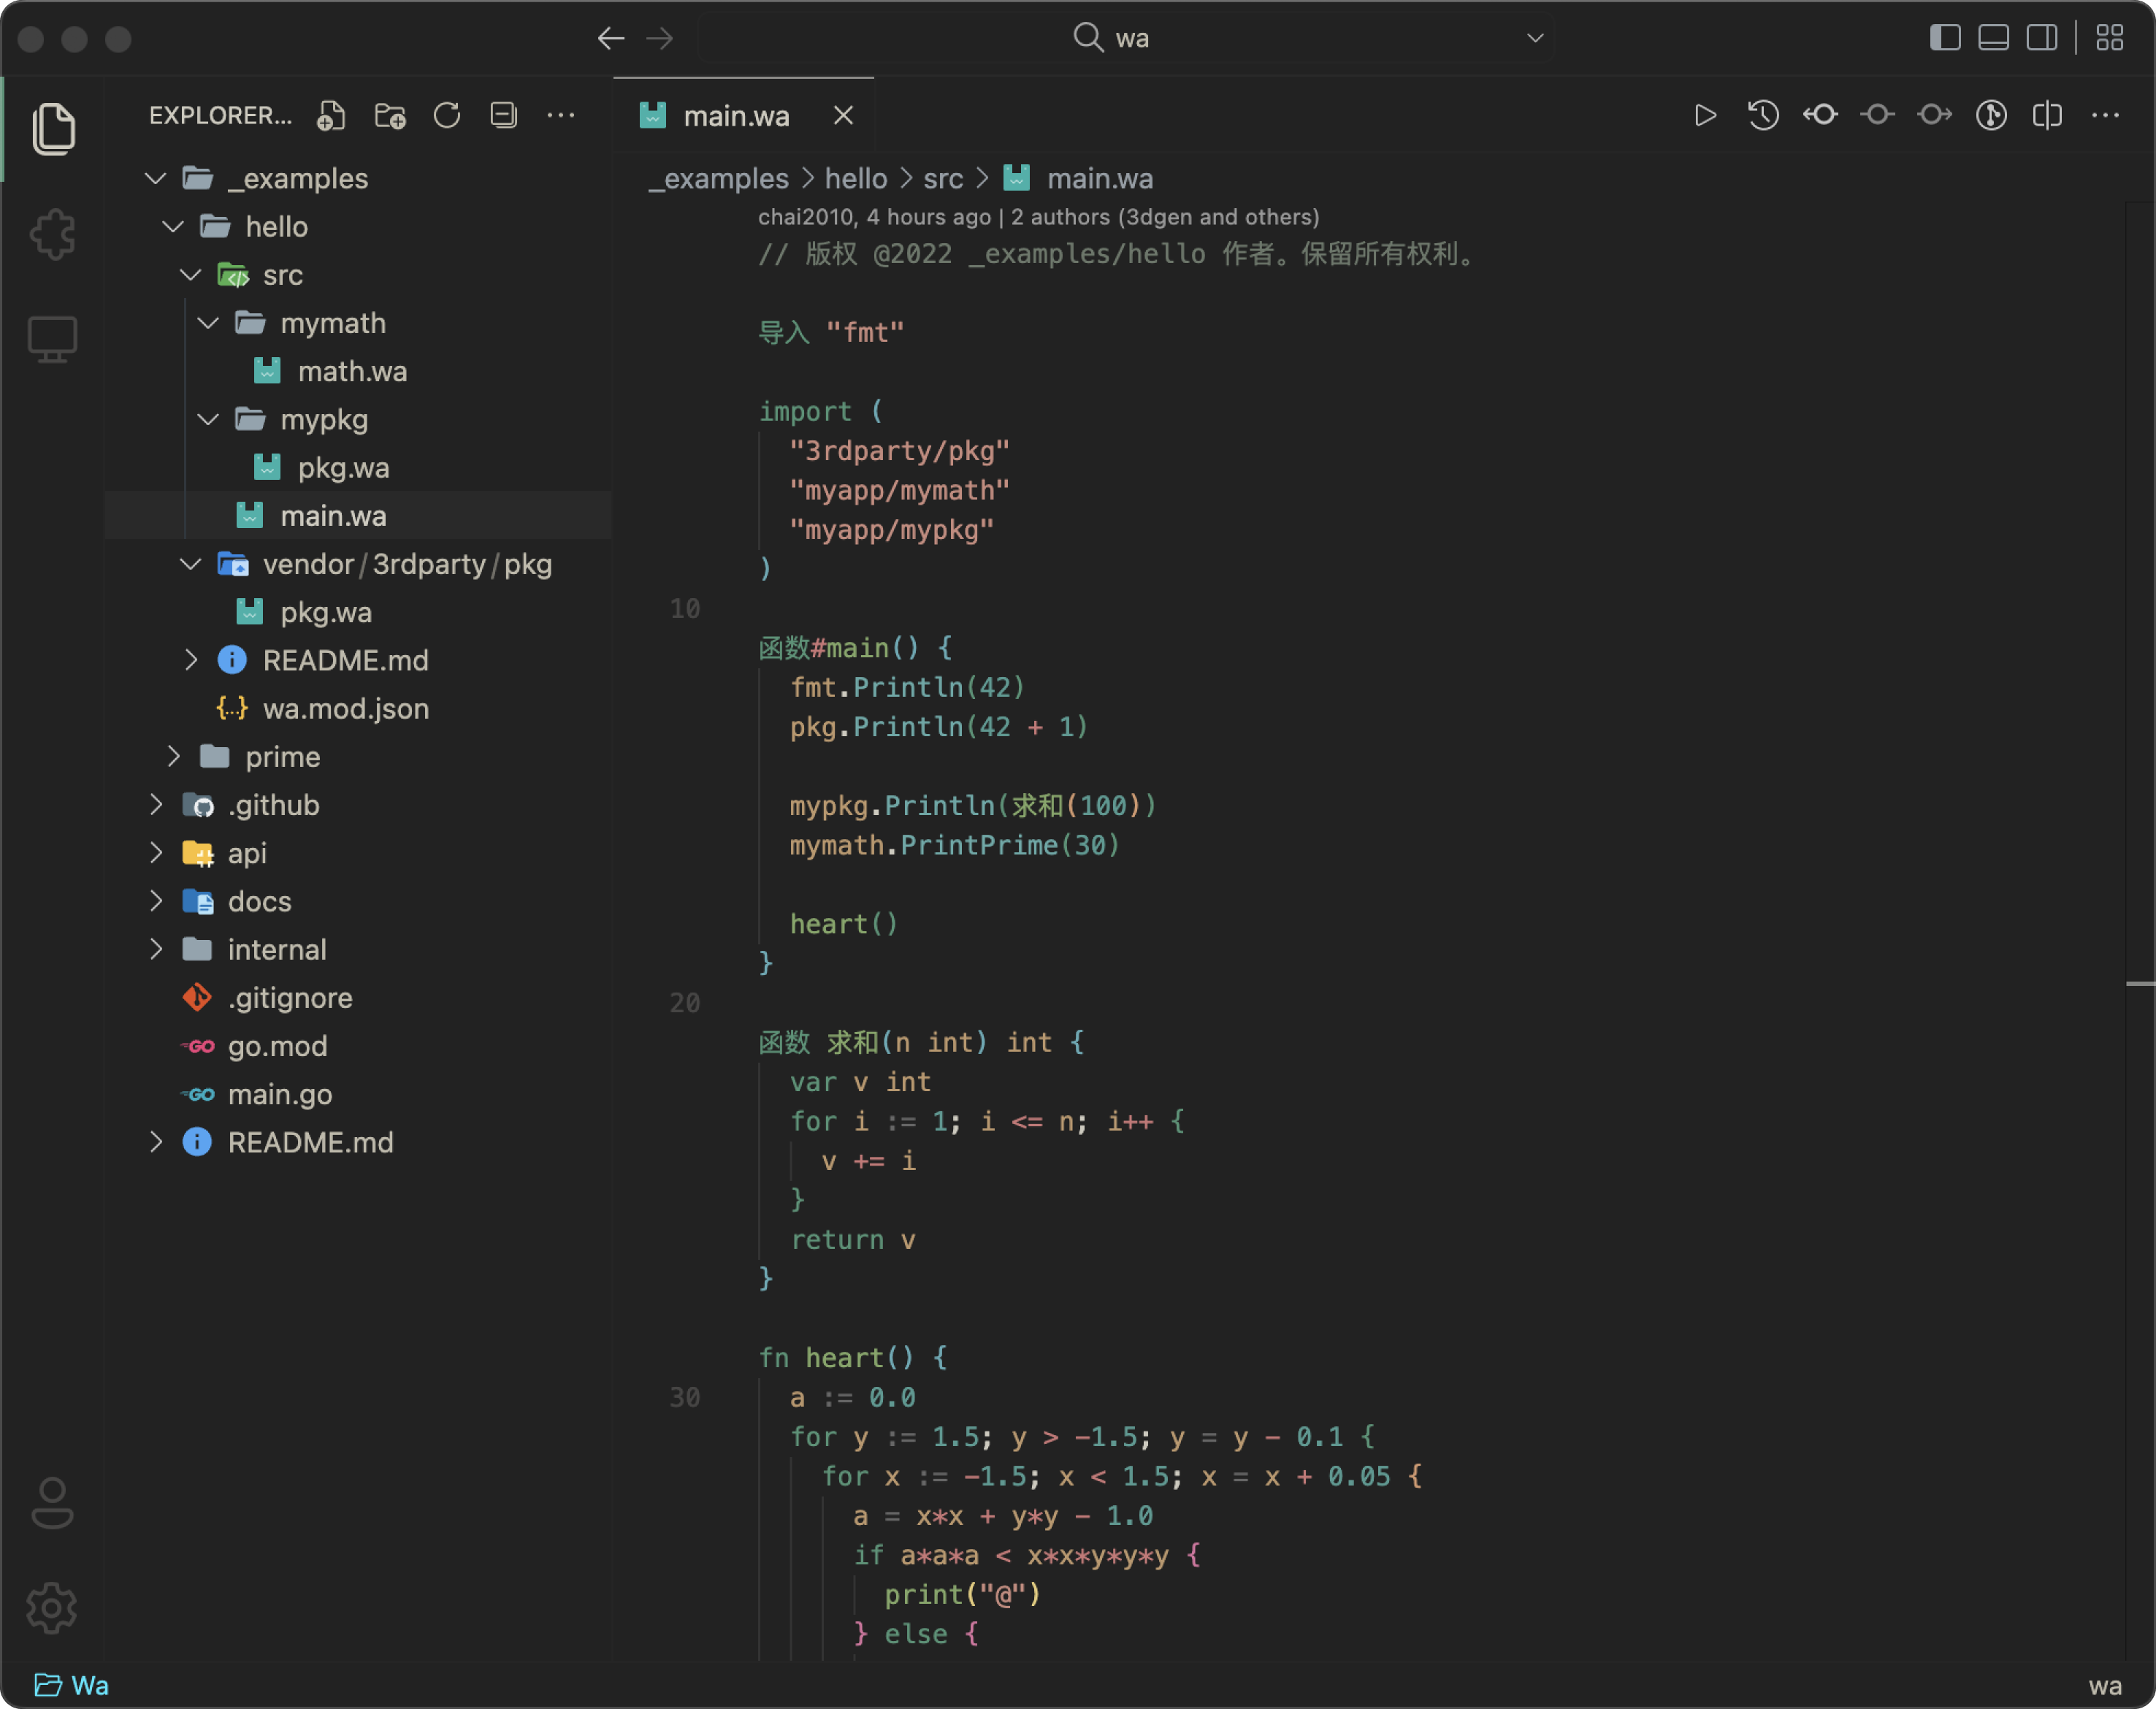 wa
EXPLORER...
_examples
hello
src
mymath
math.wa
mypkg
pkg.wa
main.wa
vendor/3rdparty/pkg
pkg.wa
README.md
wa.mod.json
prime
.github
api
docs
internal
.gitignore
go.mod
main.go
README.md
main.wa
_examples > hello > src > main.wa
chai2010, 4 hours ago | 2 authors (3dgen and others)
// 版权 @2022 _examples/hello 作者。保留所有权利。
导入 "fmt"
import (
"3rdparty/pkg"
"myapp/mymath"
"myapp/mypkg"
)
10
函数#main() {
fmt.Println(42)
pkg.Println(42 + 1)
mypkg.Println(求和(100))
mymath.PrintPrime(30)
heart()
}
20
函数 求和(n int) int {
var v int
for i := 1; i <= n; i++ {
v += i
}
return v
}
fn heart() {
30 a := 0.0
for y := 1.5; y > -1.5; y = y - 0.1 {
for x := -1.5; x < 1.5; x = x + 0.05 {
a = x*x + y*y - 1.0
if a*a*a < x*x*y*y*y {
print("@")
} else {
Wa
wa